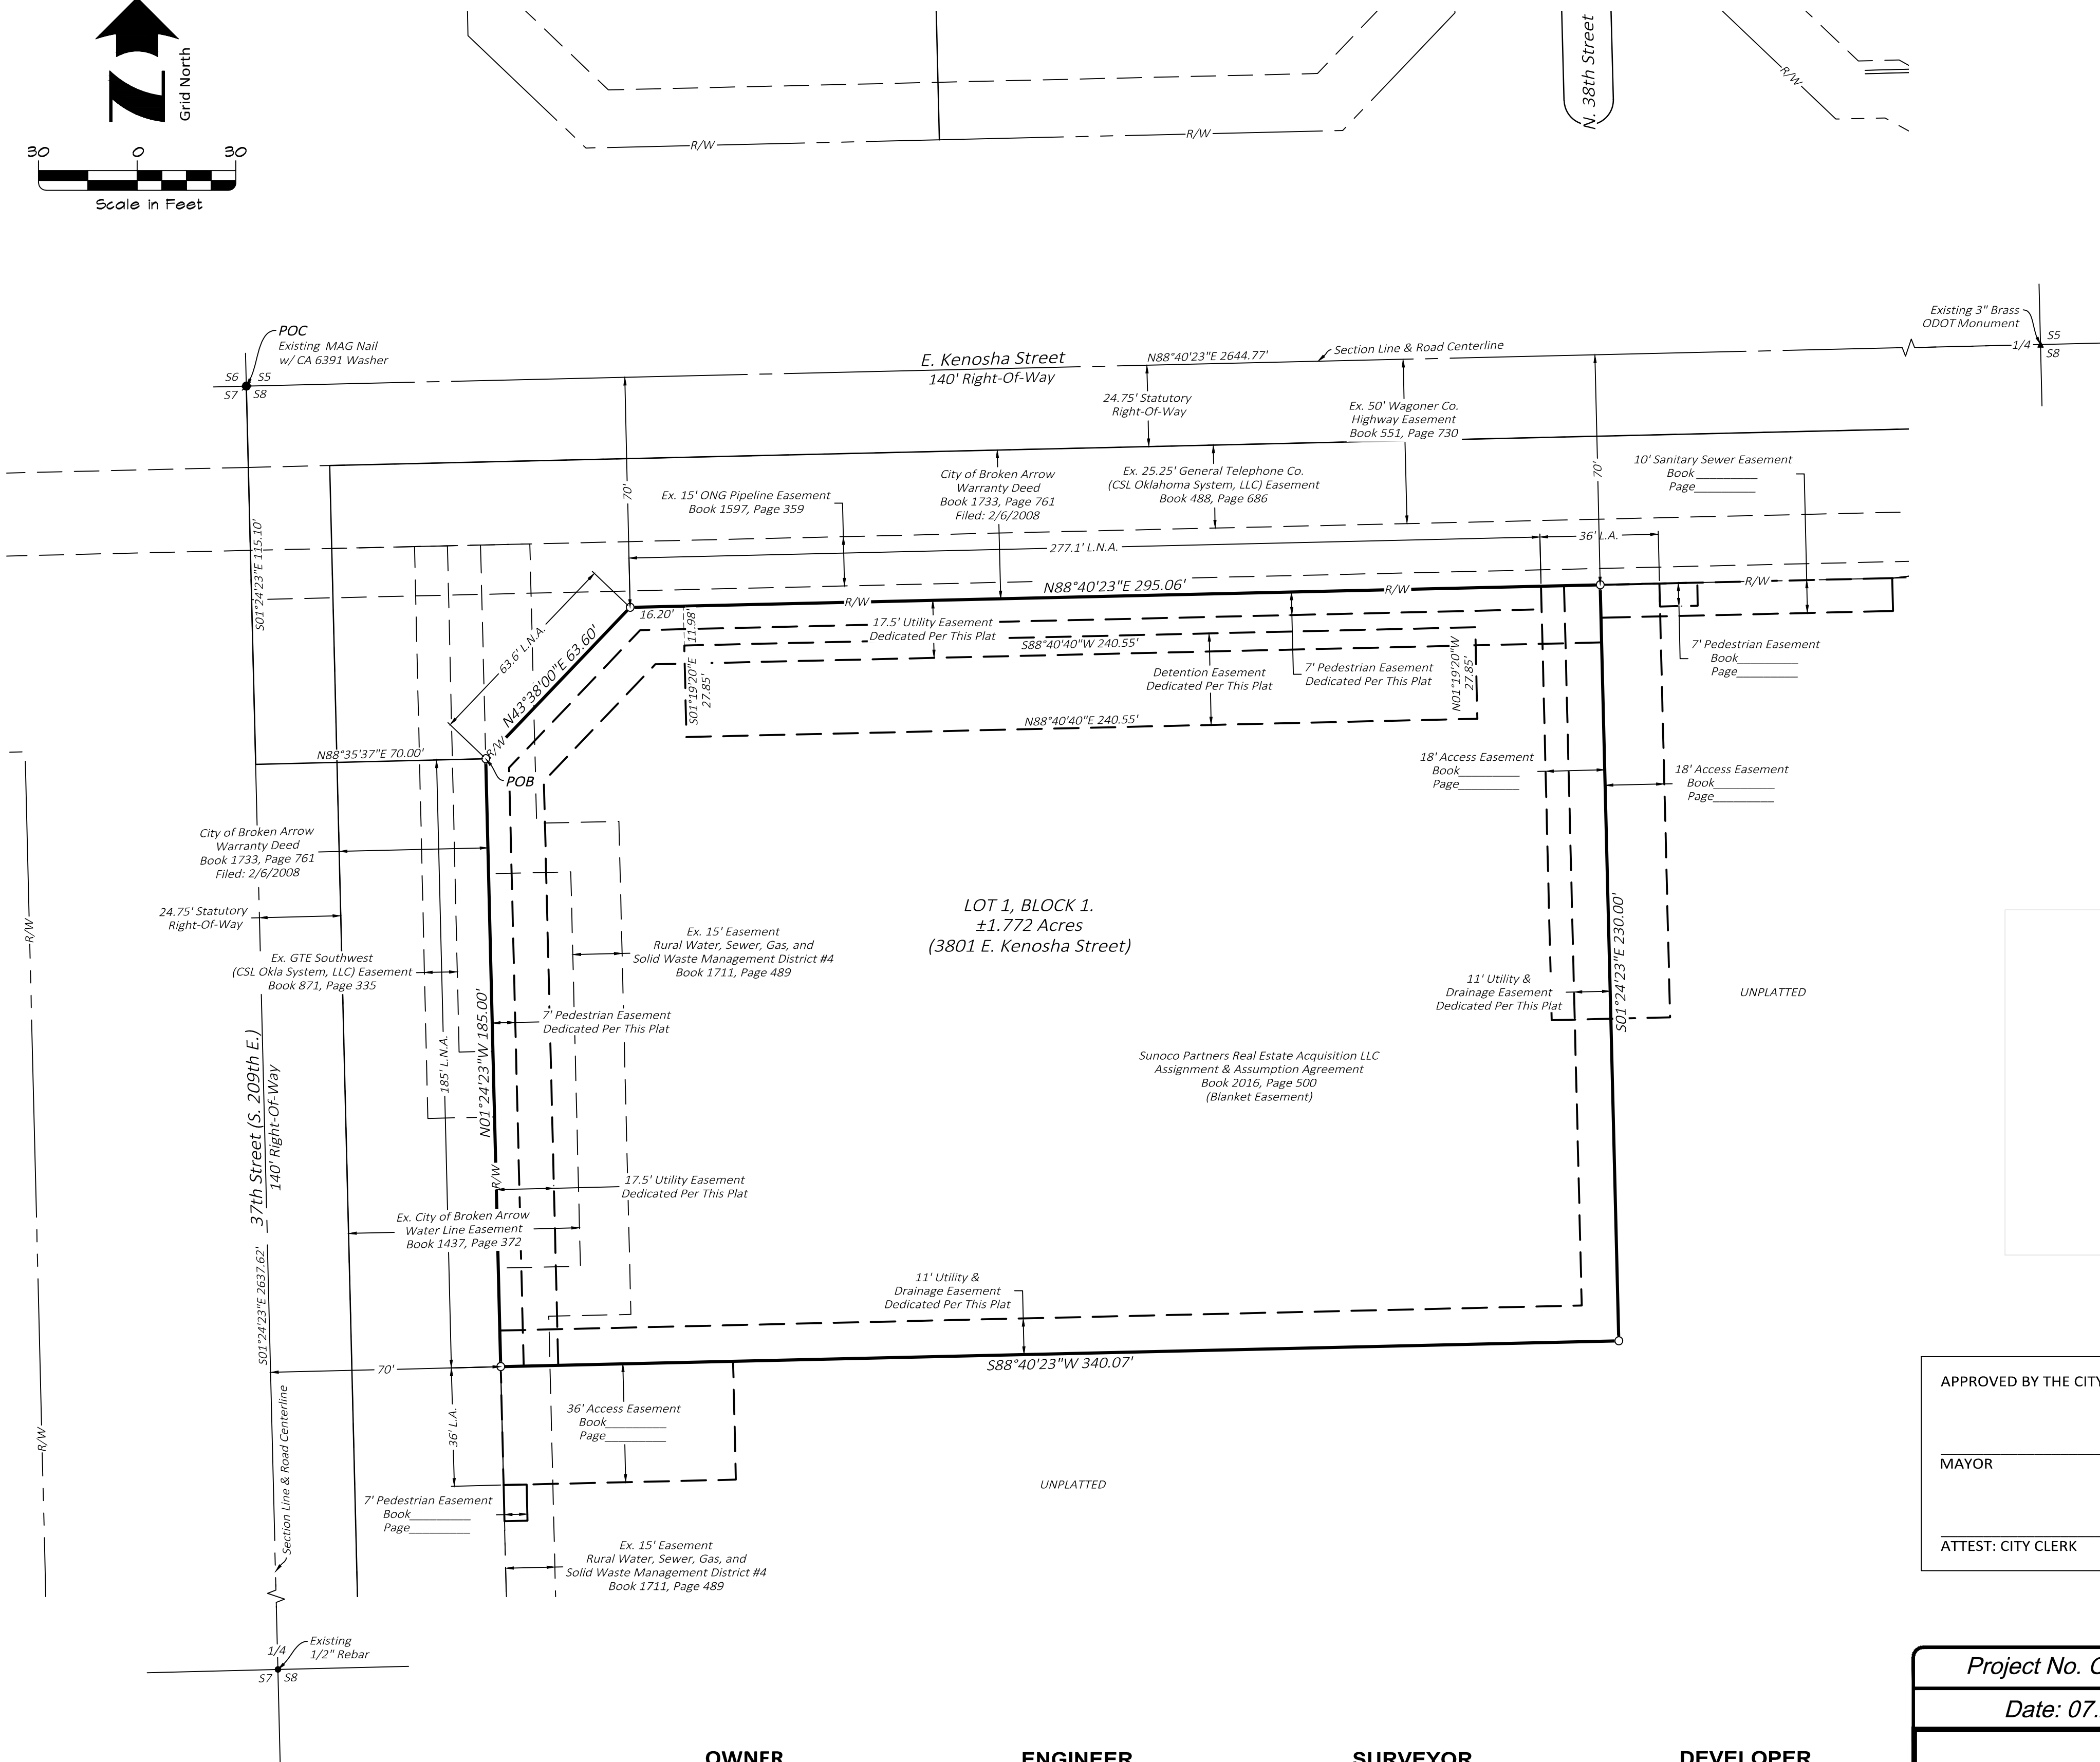 Grid North
30 0 30
Scale in Feet
N. 38th Street
R/W
R/W
R/W
POC
Existing MAG Nail
w/ CA 6391 Washer
S6 S5
S7 S8
E. Kenosha Street
140' Right-Of-Way
N88°40'23"E 2644.77'
Section Line & Road Centerline
Existing 3" Brass
ODOT Monument
1/4
S5
S8
24.75' Statutory
Right-Of-Way
Ex. 50' Wagoner Co.
Highway Easement
Book 551, Page 730
70'
70'
City of Broken Arrow
Warranty Deed
Book 1733, Page 761
Filed: 2/6/2008
Ex. 25.25' General Telephone Co.
(CSL Oklahoma System, LLC) Easement
Book 488, Page 686
10' Sanitary Sewer Easement
Book
Page
Ex. 15' ONG Pipeline Easement
Book 1597, Page 359
S01°24'23"E 115.10'
277.1' L.N.A.
36' L.A.
N88°40'23"E 295.06'
R/W
R/W
R/W
16.20'
11.98'
63.6' L.N.A.
N43°38'00"E 63.60'
R/W
17.5' Utility Easement
Dedicated Per This Plat
S88°40'40"W 240.55'
S01°19'20"E
27.85'
Detention Easement
Dedicated Per This Plat
7' Pedestrian Easement
Dedicated Per This Plat
N01°19'20"W
27.85'
N88°40'40"E 240.55'
7' Pedestrian Easement
Book
Page
N88°35'37"E 70.00'
POB
18' Access Easement
Book
Page
18' Access Easement
Book
Page
City of Broken Arrow
Warranty Deed
Book 1733, Page 761
Filed: 2/6/2008
24.75' Statutory
Right-Of-Way
R/W
LOT 1, BLOCK 1.
±1.772 Acres
(3801 E. Kenosha Street)
Ex. 15' Easement
Rural Water, Sewer, Gas, and
Solid Waste Management District #4
Book 1711, Page 489
Ex. GTE Southwest
(CSL Okla System, LLC) Easement
Book 871, Page 335
S01°24'23"E 230.00'
11' Utility &
Drainage Easement
Dedicated Per This Plat
UNPLATTED
N01°24'23"W 185.00'
185' L.N.A.
7' Pedestrian Easement
Dedicated Per This Plat
Sunoco Partners Real Estate Acquisition LLC
Assignment & Assumption Agreement
Book 2016, Page 500
(Blanket Easement)
37th Street (S. 209th E.)
140' Right-Of-Way
R/W
17.5' Utility Easement
Dedicated Per This Plat
Ex. City of Broken Arrow
Water Line Easement
Book 1437, Page 372
S01°24'23"E 2637.62'
11' Utility &
Drainage Easement
Dedicated Per This Plat
70'
S88°40'23"W 340.07'
36' Access Easement
Book
Page
36' L.A.
R/W
Section Line & Road Centerline
UNPLATTED
7' Pedestrian Easement
Book
Page
Ex. 15' Easement
Rural Water, Sewer, Gas, and
Solid Waste Management District #4
Book 1711, Page 489
1/4
S7 S8
Existing
1/2" Rebar
APPROVED BY THE CITY
MAYOR
ATTEST: CITY CLERK
Project No.
Date: 07.
OWNER ENGINEER SURVEYOR DEVELOPER